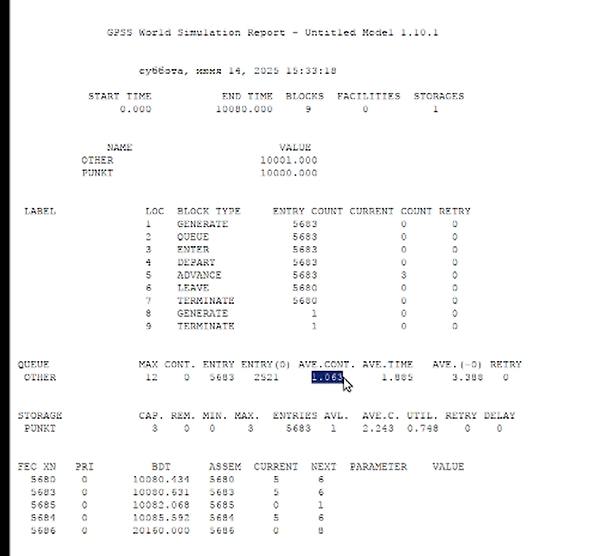 GPSS World Simulation Report - Untitled Model 1.10.1
суббота, июня 14, 2025 15:33:18
START TIME END TIME BLOCKS FACILITIES STORAGES
0.000 10080.000 9 0 1
NAME VALUE
OTHER 10001.000
PUNKT 10000.000
LABEL LOC BLOCK TYPE ENTRY COUNT CURRENT COUNT RETRY
1 GENERATE 5683 0 0
2 QUEUE 5683 0 0
3 ENTER 5683 0 0
4 DEPART 5683 0 0
5 ADVANCE 5683 3 0
6 LEAVE 5680 0 0
7 TERMINATE 5680 0 0
8 GENERATE 1 0 0
9 TERMINATE 1 0 0
QUEUE MAX CONT. ENTRY ENTRY(0) AVE.CONT. AVE.TIME AVE.(-0) RETRY
OTHER 12 0 5683 2521 1.063 1.885 3.388 0
STORAGE CAP. REM. MIN. MAX. ENTRIES AVL. AVE.C. UTIL. RETRY DELAY
PUNKT 3 0 0 3 5683 1 2.243 0.748 0 0
FEC XN PRI BDT ASSEM CURRENT NEXT PARAMETER VALUE
5680 0 10080.434 5680 5 6
5683 0 10080.631 5683 5 6
5685 0 10082.068 5685 0 1
5684 0 10085.592 5684 5 6
5686 0 20160.000 5686 0 8